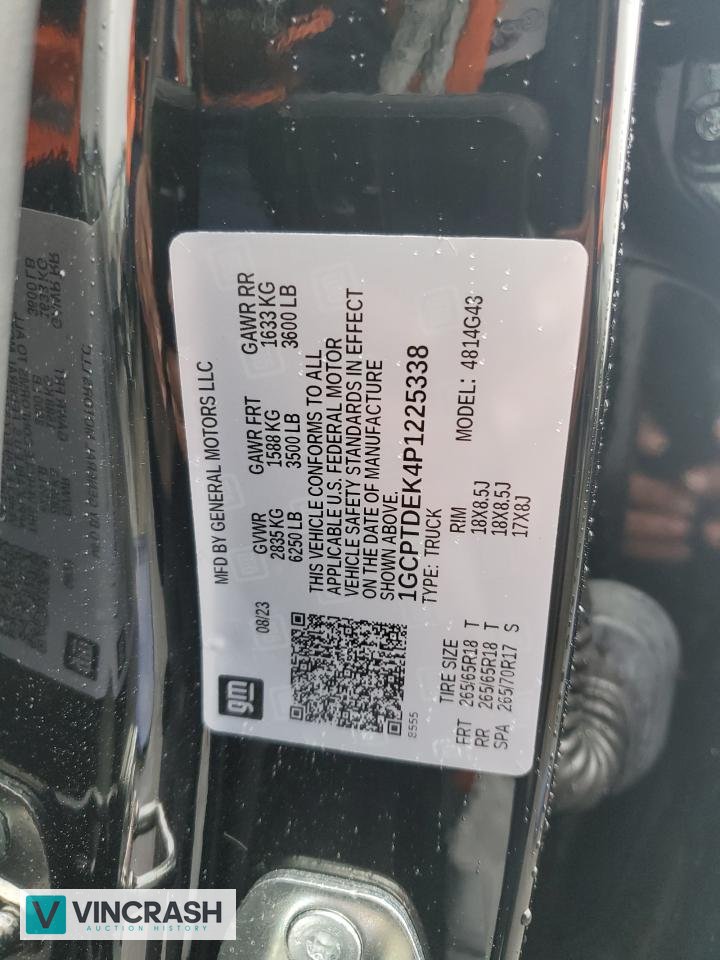 gm
MFD BY GENERAL MOTORS LLC
08/23
GVWR GAWR FRT GAWR RR
2835 KG 1588 KG 1633 KG
6250 LB 3500 LB 3600 LB
THIS VEHICLE CONFORMS TO ALL
APPLICABLE U.S. FEDERAL MOTOR
VEHICLE SAFETY STANDARDS IN EFFECT
ON THE DATE OF MANUFACTURE
SHOWN ABOVE.
1GCPTDEK4P1225338
8555
TYPE: TRUCK
MODEL: 4814G43
TIRE SIZE RIM
FRT 265/65R18 T 18X8.5J
RR 265/65R18 T 18X8.5J
SPA 265/70R17 S 17X8J
V VINCRASH
AUCTION HISTORY